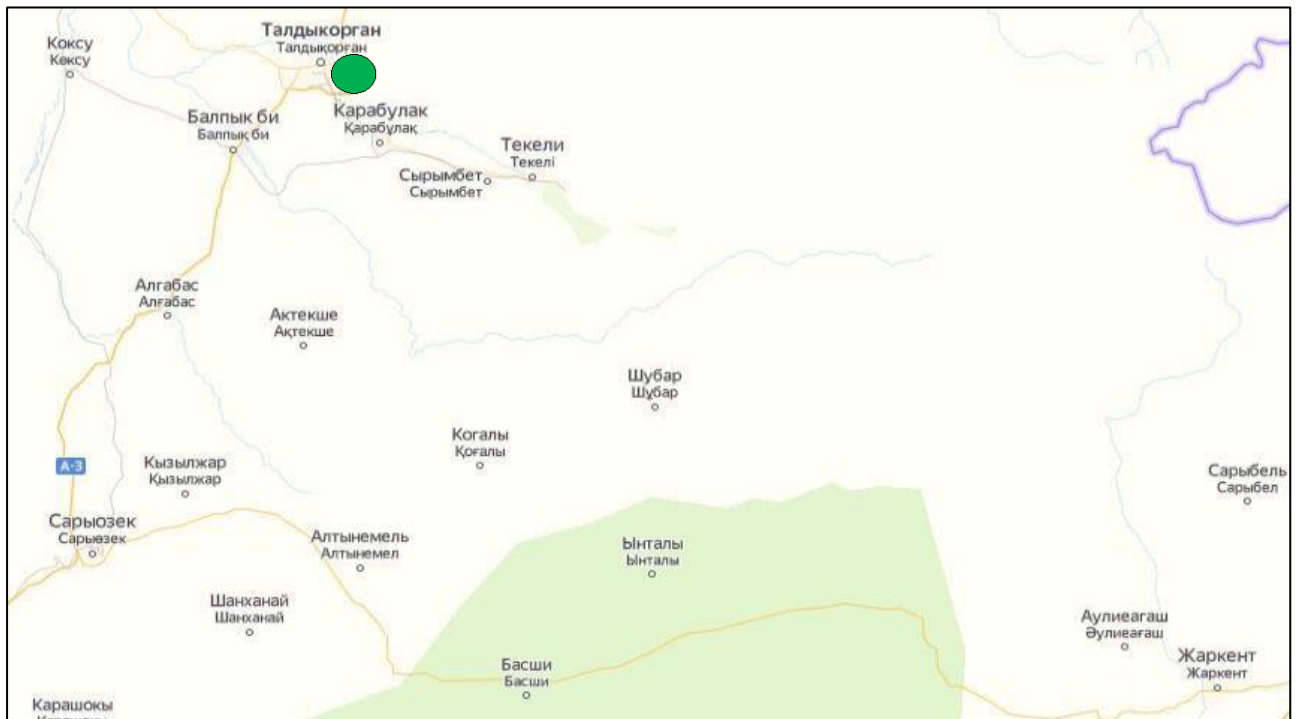 Талдыкорган
Талдықорған
Коксу
Көксу
Балпык би
Балпық би
Карабулак
Қарабұлақ
Текели
Текелі
Сырымбет
Сырымбет
Алгабас
Алғабас
Актекше
Ақтекше
Шубар
Шұбар
Когалы
Қоғалы
A-3
Кызылжар
Қызылжар
Сарыбель
Сарыбел
Сарыозек
Сарыөзек
Алтынемель
Алтынемел
Ынталы
Ынталы
Шанханай
Шанханай
Аулиеагаш
Әулиеағаш
Басши
Басши
Жаркент
Жаркент
Карашокы